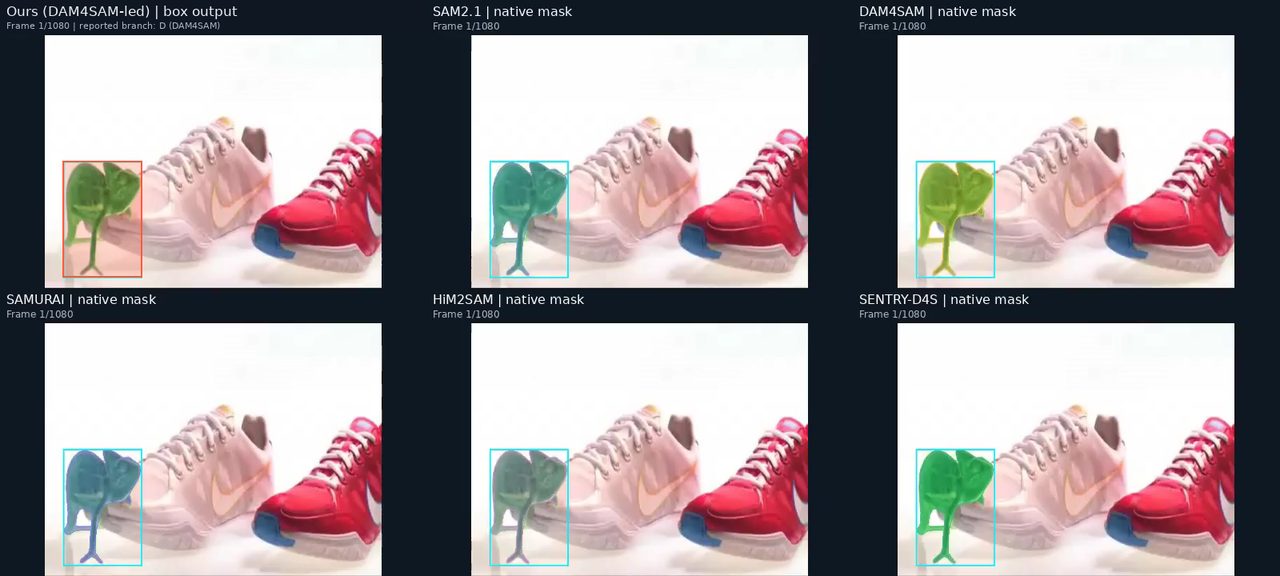 Ours (DAM4SAM-led) | box output
Frame 1/1080 | reported branch: D (DAM4SAM)
SAM2.1 | native mask
Frame 1/1080
DAM4SAM | native mask
Frame 1/1080
SAMURAI | native mask
Frame 1/1080
HiM2SAM | native mask
Frame 1/1080
SENTRY-D4S | native mask
Frame 1/1080